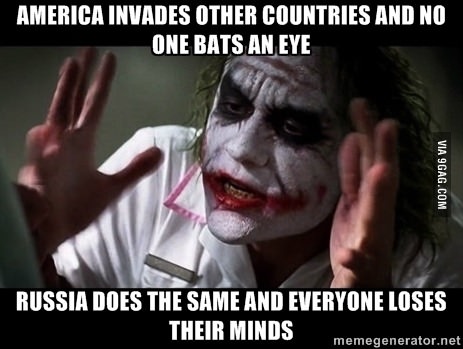 AMERICA INVADES OTHER COUNTRIES AND NO
ONE BATS AN EYE
VIA 9GAG.COM
RUSSIA DOES THE SAME AND EVERYONE LOSES
THEIR MINDS
memegenerator.net